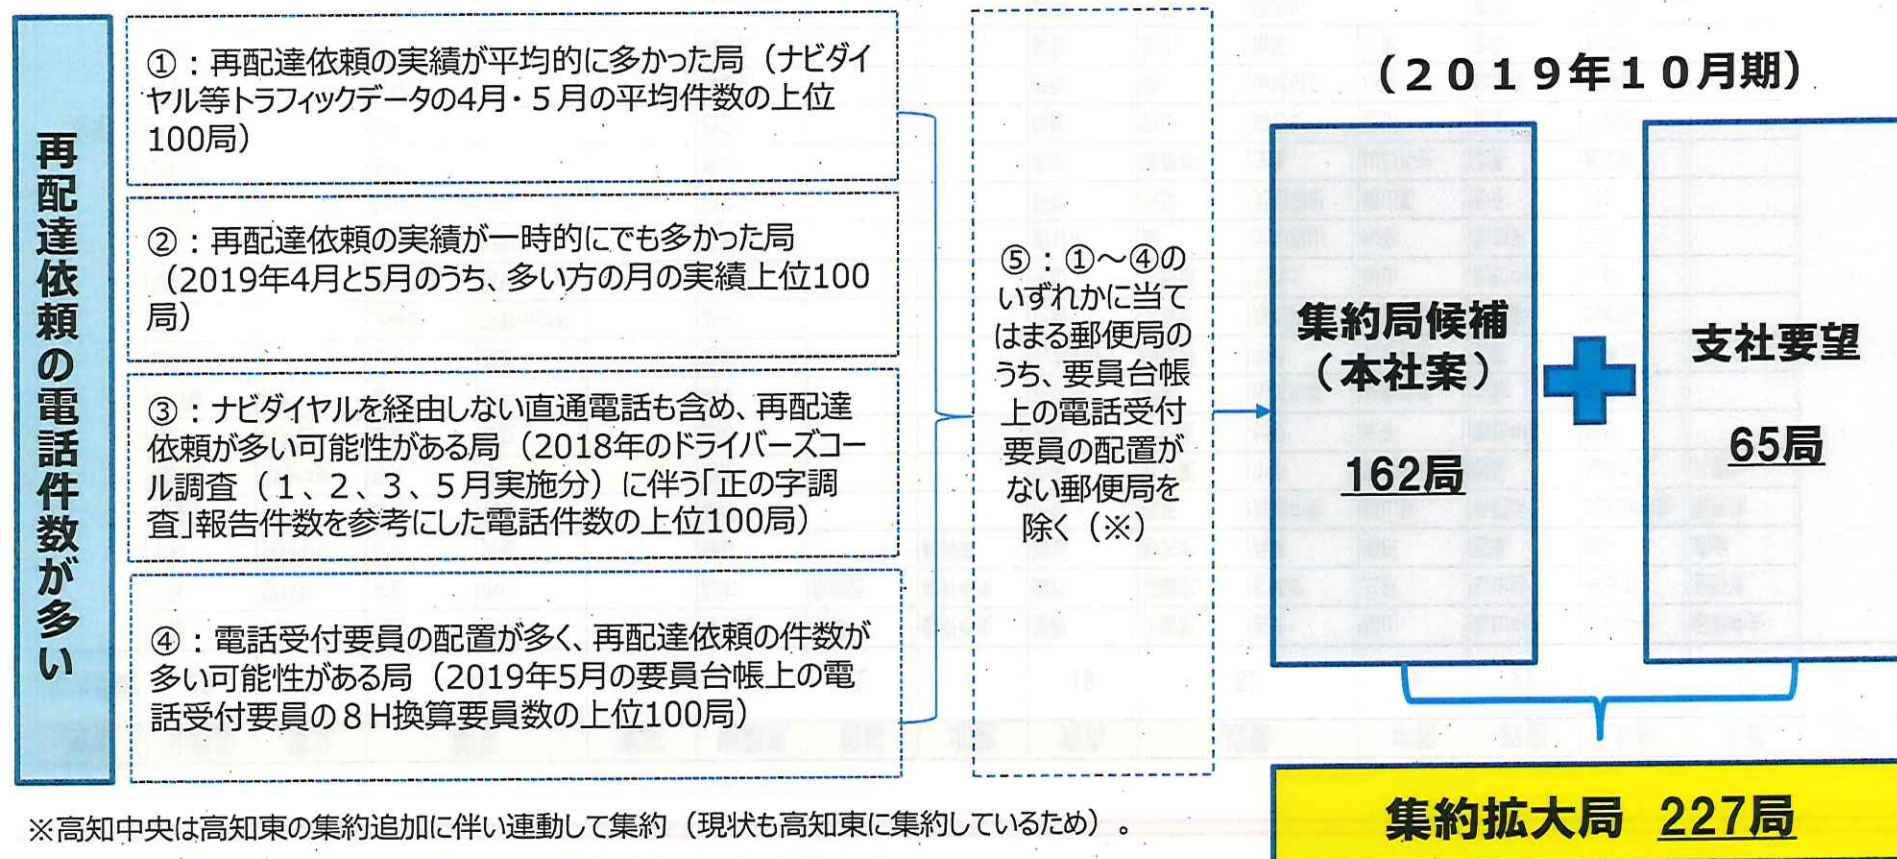 再配達依頼の電話件数が多い
①：再配達依頼の実績が平均的に多かった局（ナビダイ
ヤル等トラフィックデータの4月・５月の平均件数の上位
100局）
②：再配達依頼の実績が一時的にでも多かった局
（2019年4月と5月のうち、多い方の月の実績上位100
局）
③：ナビダイヤルを経由しない直通電話も含め、再配達
依頼が多い可能性がある局（2018年のドライバーズコー
ル調査（１、２、３、５月実施分）に伴う「正の字調
査」報告件数を参考にした電話件数の上位100局）
④：電話受付要員の配置が多く、再配達依頼の件数が
多い可能性がある局（2019年5月の要員台帳上の電
話受付要員の８Ｈ換算要員数の上位100局）
⑤：①～④の
いずれかに当て
はまる郵便局の
うち、要員台帳
上の電話受付
要員の配置が
ない郵便局を
除く（※）
（２０１９年１０月期）
集約局候補
（本社案）
162局
支社要望
65局
集約拡大局 227局
※高知中央は高知東の集約追加に伴い連動して集約（現状も高知東に集約しているため）。